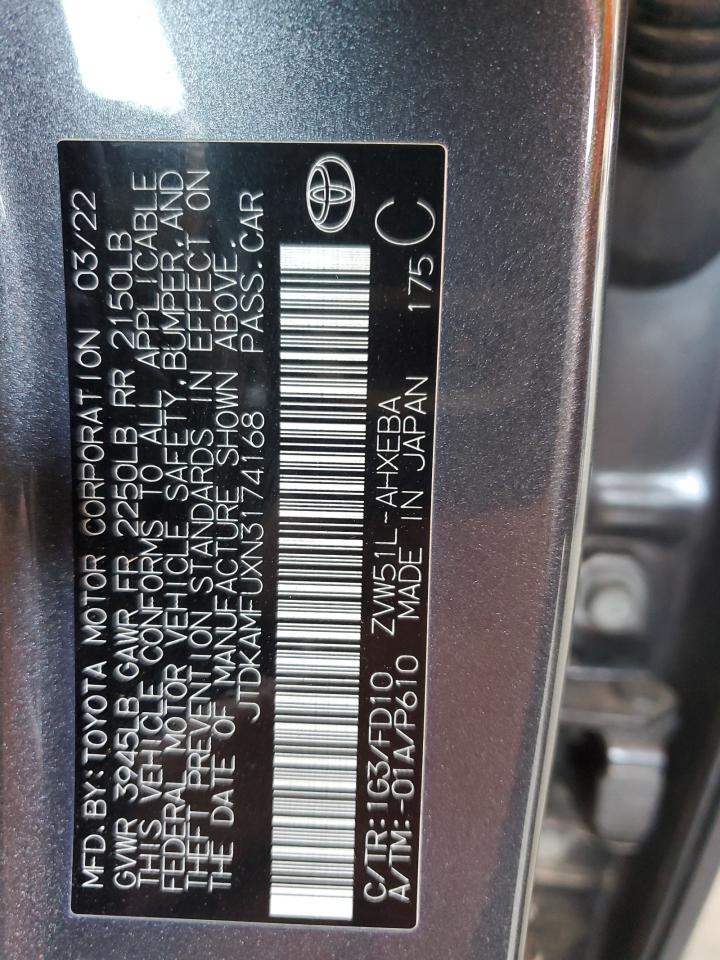 MFD. BY: TOYOTA MOTOR CORPORATION 03/22
GVWR 3945LB GAWR FR 2250LB RR 2150LB
THIS VEHICLE CONFORMS TO ALL APPLICABLE
FEDERAL MOTOR VEHICLE SAFETY, BUMPER, AND
THEFT PREVENTION STANDARDS IN EFFECT ON
THE DATE OF MANUFACTURE SHOWN ABOVE.
JTDKAMFUXN3174168 PASS. CAR
C/TR: 1G3/FD10 ZVW51L-AHXEBA
A/TM: -01A/P610 MADE IN JAPAN 175 C